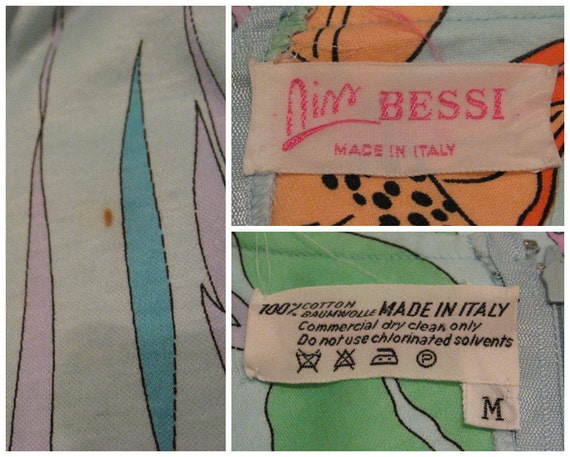 Miss BESSI
MADE IN ITALY
100% COTTON BAUMWOLLE MADE IN ITALY
Commercial dry clean only
Do not use chlorinated solvents
P
M